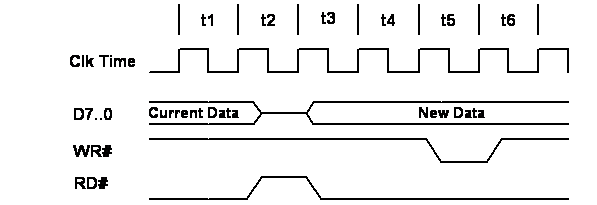 t1 t2 t3 t4 t5 t6
Clk Time
D7..0 Current Data New Data
WR#
RD#